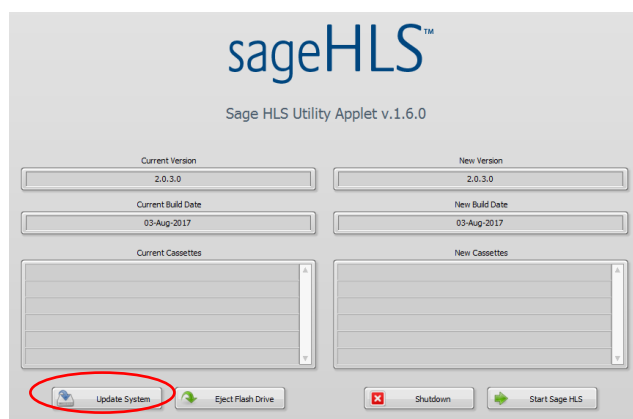 sageHLS™
Sage HLS Utility Applet v.1.6.0
Current Version
New Version
2.0.3.0
2.0.3.0
Current Build Date
New Build Date
03-Aug-2017
03-Aug-2017
Current Cassettes
New Cassettes
Update System
Eject Flash Drive
Shutdown
Start Sage HLS